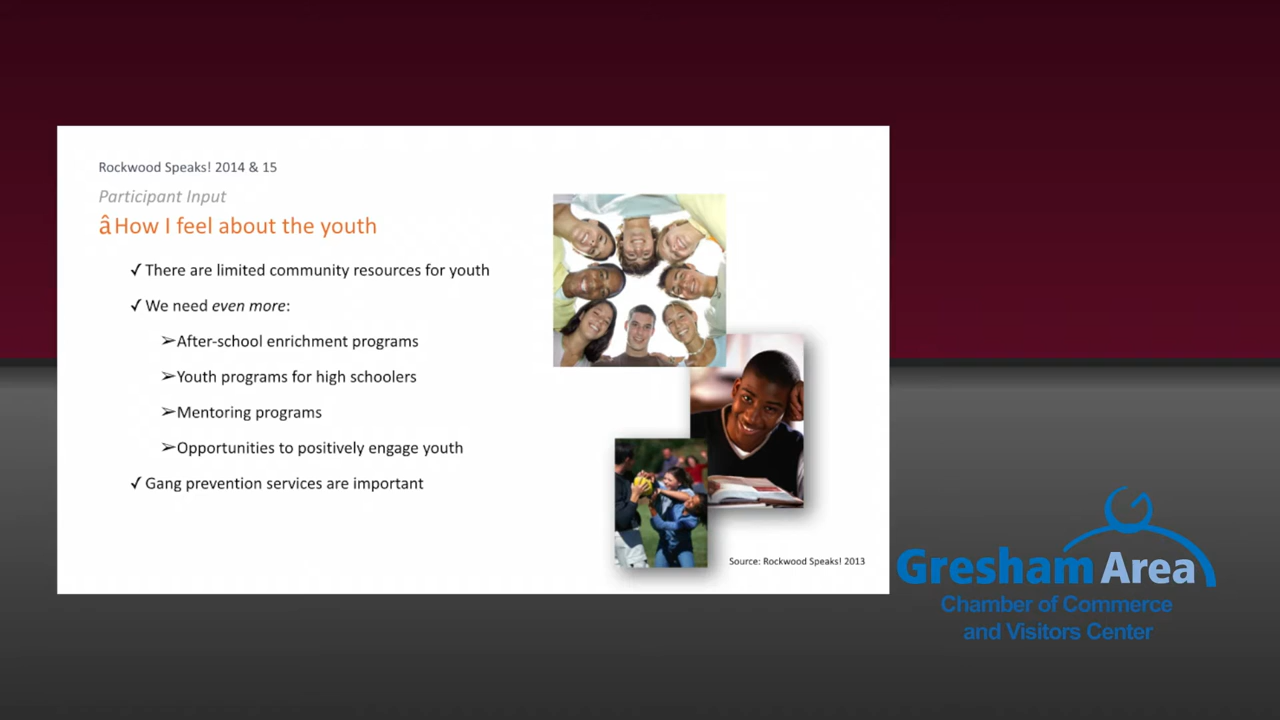 Rockwood Speaks! 2014 & 15
Participant Input
âHow I feel about the youth
✓There are limited community resources for youth
✓We need even more:
➢After-school enrichment programs
➢Youth programs for high schoolers
➢Mentoring programs
➢Opportunities to positively engage youth
✓Gang prevention services are important
Source: Rockwood Speaks! 2013
Gresham Area
Chamber of Commerce
and Visitors Center